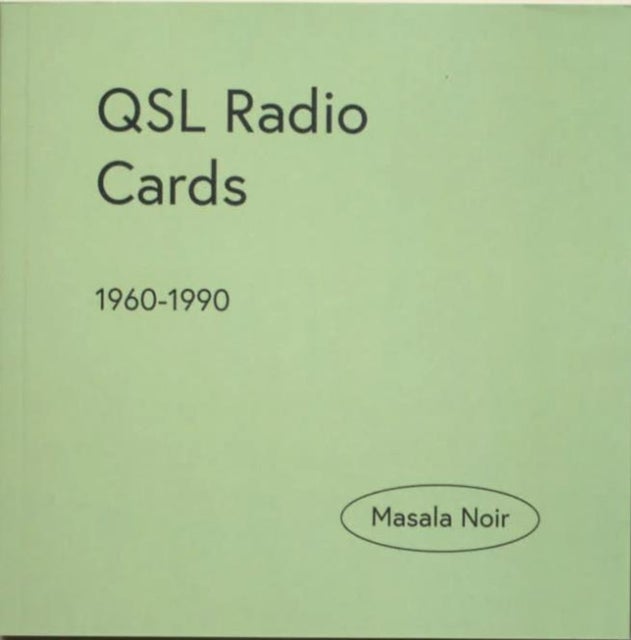 QSL Radio
Cards
1960-1990
Masala Noir